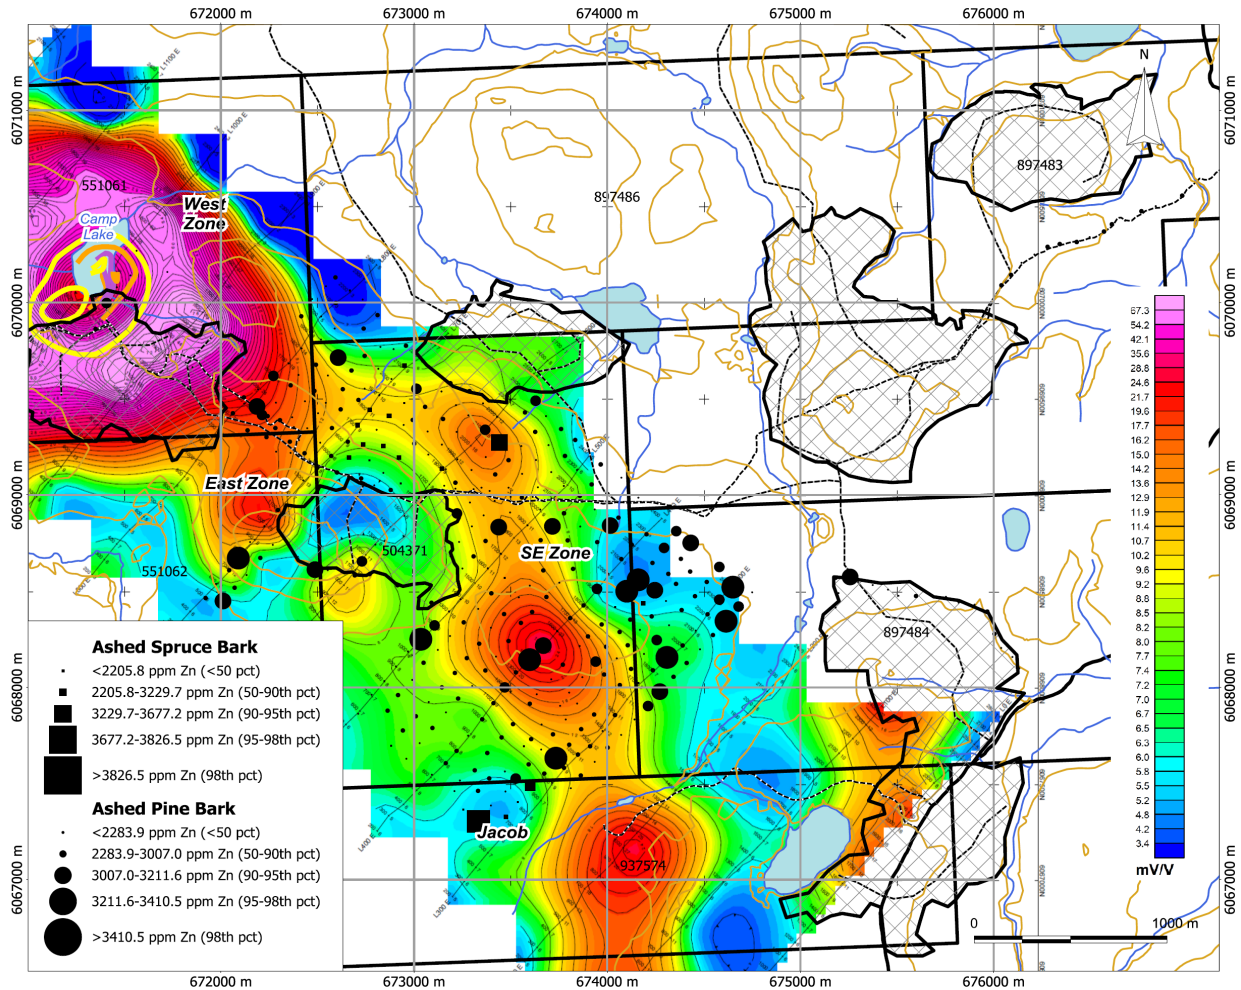 672000 m 673000 m 674000 m 675000 m 676000 m
6071000 m
6071000 m
L1100 E
L1000 E
897483
551061
897486
West
Zone
Camp
Lake
6070000 m
6070000 m
N
67.3
54.2
42.1
35.6
28.8
24.8
21.7
19.6
17.7
16.2
15.0
14.2
13.6
12.9
11.9
11.4
10.7
10.2
9.6
9.2
8.8
8.5
8.2
8.0
7.7
7.4
7.2
7.0
6.7
6.5
6.3
6.0
5.8
5.5
5.2
4.8
4.2
3.4
mV/V
East Zone
6069000 m
6069000 m
504371
SE Zone
551062
897484
6068000 m
6068000 m
Ashed Spruce Bark
<2205.8 ppm Zn (<50 pct)
2205.8-3229.7 ppm Zn (50-90th pct)
3229.7-3677.2 ppm Zn (90-95th pct)
3677.2-3826.5 ppm Zn (95-98th pct)
>3826.5 ppm Zn (98th pct)
Ashed Pine Bark
<2283.9 ppm Zn (<50 pct)
2283.9-3007.0 ppm Zn (50-90th pct)
3007.0-3211.6 ppm Zn (90-95th pct)
3211.6-3410.5 ppm Zn (95-98th pct)
>3410.5 ppm Zn (98th pct)
Jacob
L400 E
937574
L300 E
6067000 m
6067000 m
0 1000 m
672000 m 673000 m 674000 m 675000 m 676000 m